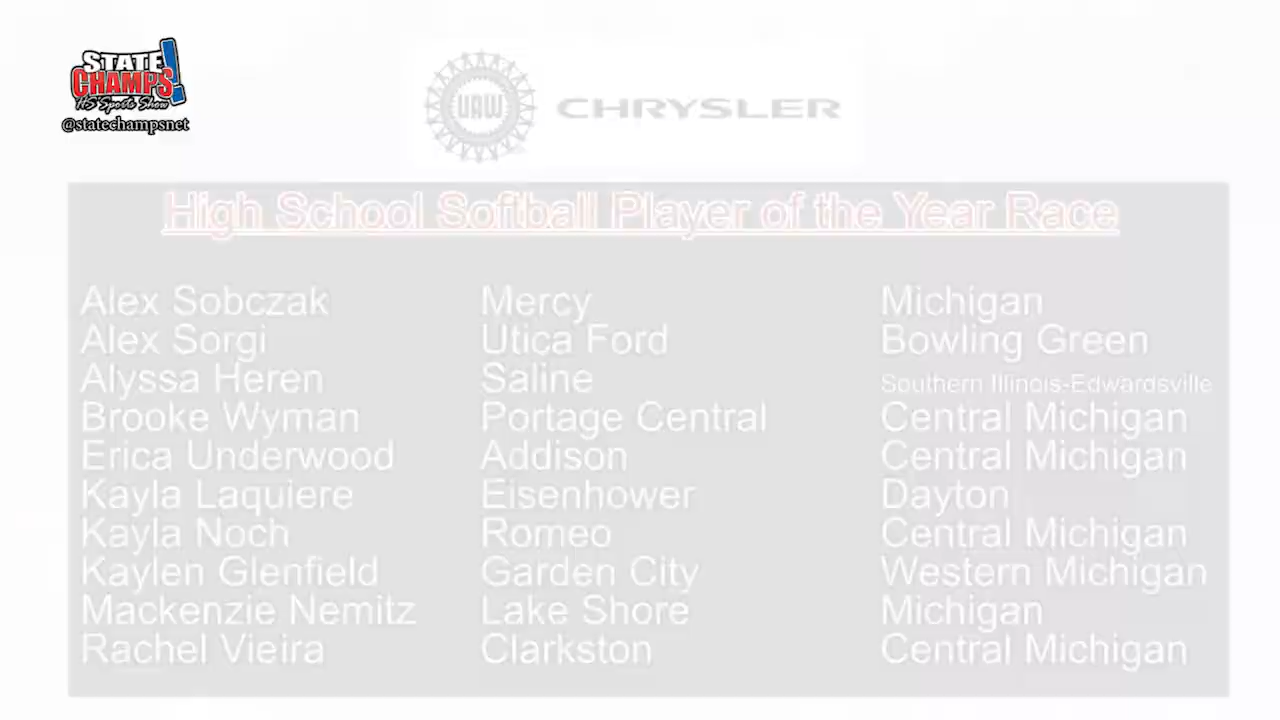 STATE
CHAMPS!
HS Sports Show
@statechampsnet
UAW
CHRYSLER
High School Softball Player of the Year Race
Alex Sobczak Mercy Michigan
Alex Sorgi Utica Ford Bowling Green
Alyssa Heren Saline Southern Illinois-Edwardsville
Brooke Wyman Portage Central Central Michigan
Erica Underwood Addison Central Michigan
Kayla Laquiere Eisenhower Dayton
Kayla Noch Romeo Central Michigan
Kaylen Glenfield Garden City Western Michigan
Mackenzie Nemitz Lake Shore Michigan
Rachel Vieira Clarkston Central Michigan